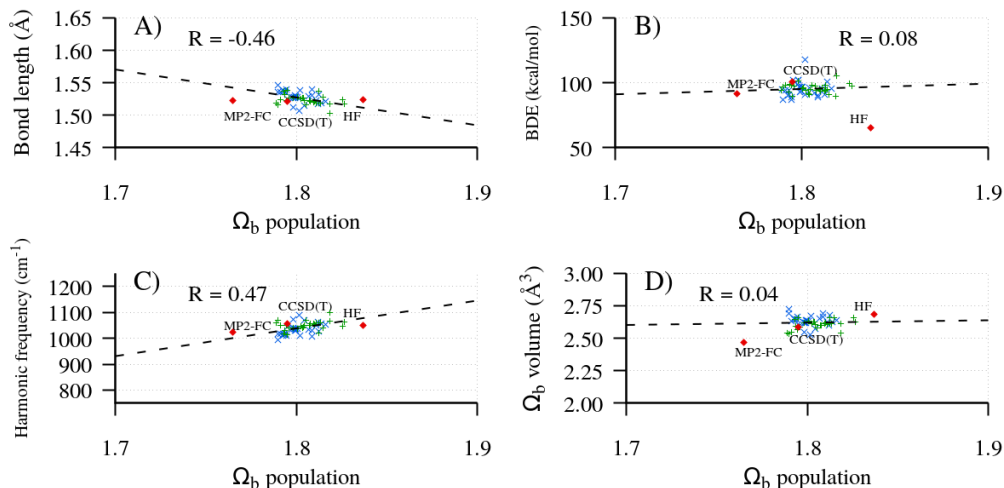 A)
R = -0.46
Bond length (Å)
1.65
1.60
1.55
1.50
1.45
MP2-FC
CCSD(T)
HF
1.7
1.8
1.9
Ωb population
B)
R = 0.08
BDE (kcal/mol)
150
100
50
CCSD(T)
MP2-FC
HF
1.7
1.8
1.9
Ωb population
C)
R = 0.47
Harmonic frequency (cm-1)
1200
1100
1000
900
800
CCSD(T)
MP2-FC
HF
1.7
1.8
1.9
Ωb population
D)
R = 0.04
Ωb volume (Å3)
3.00
2.75
2.50
2.25
2.00
HF
CCSD(T)
MP2-FC
1.7
1.8
1.9
Ωb population